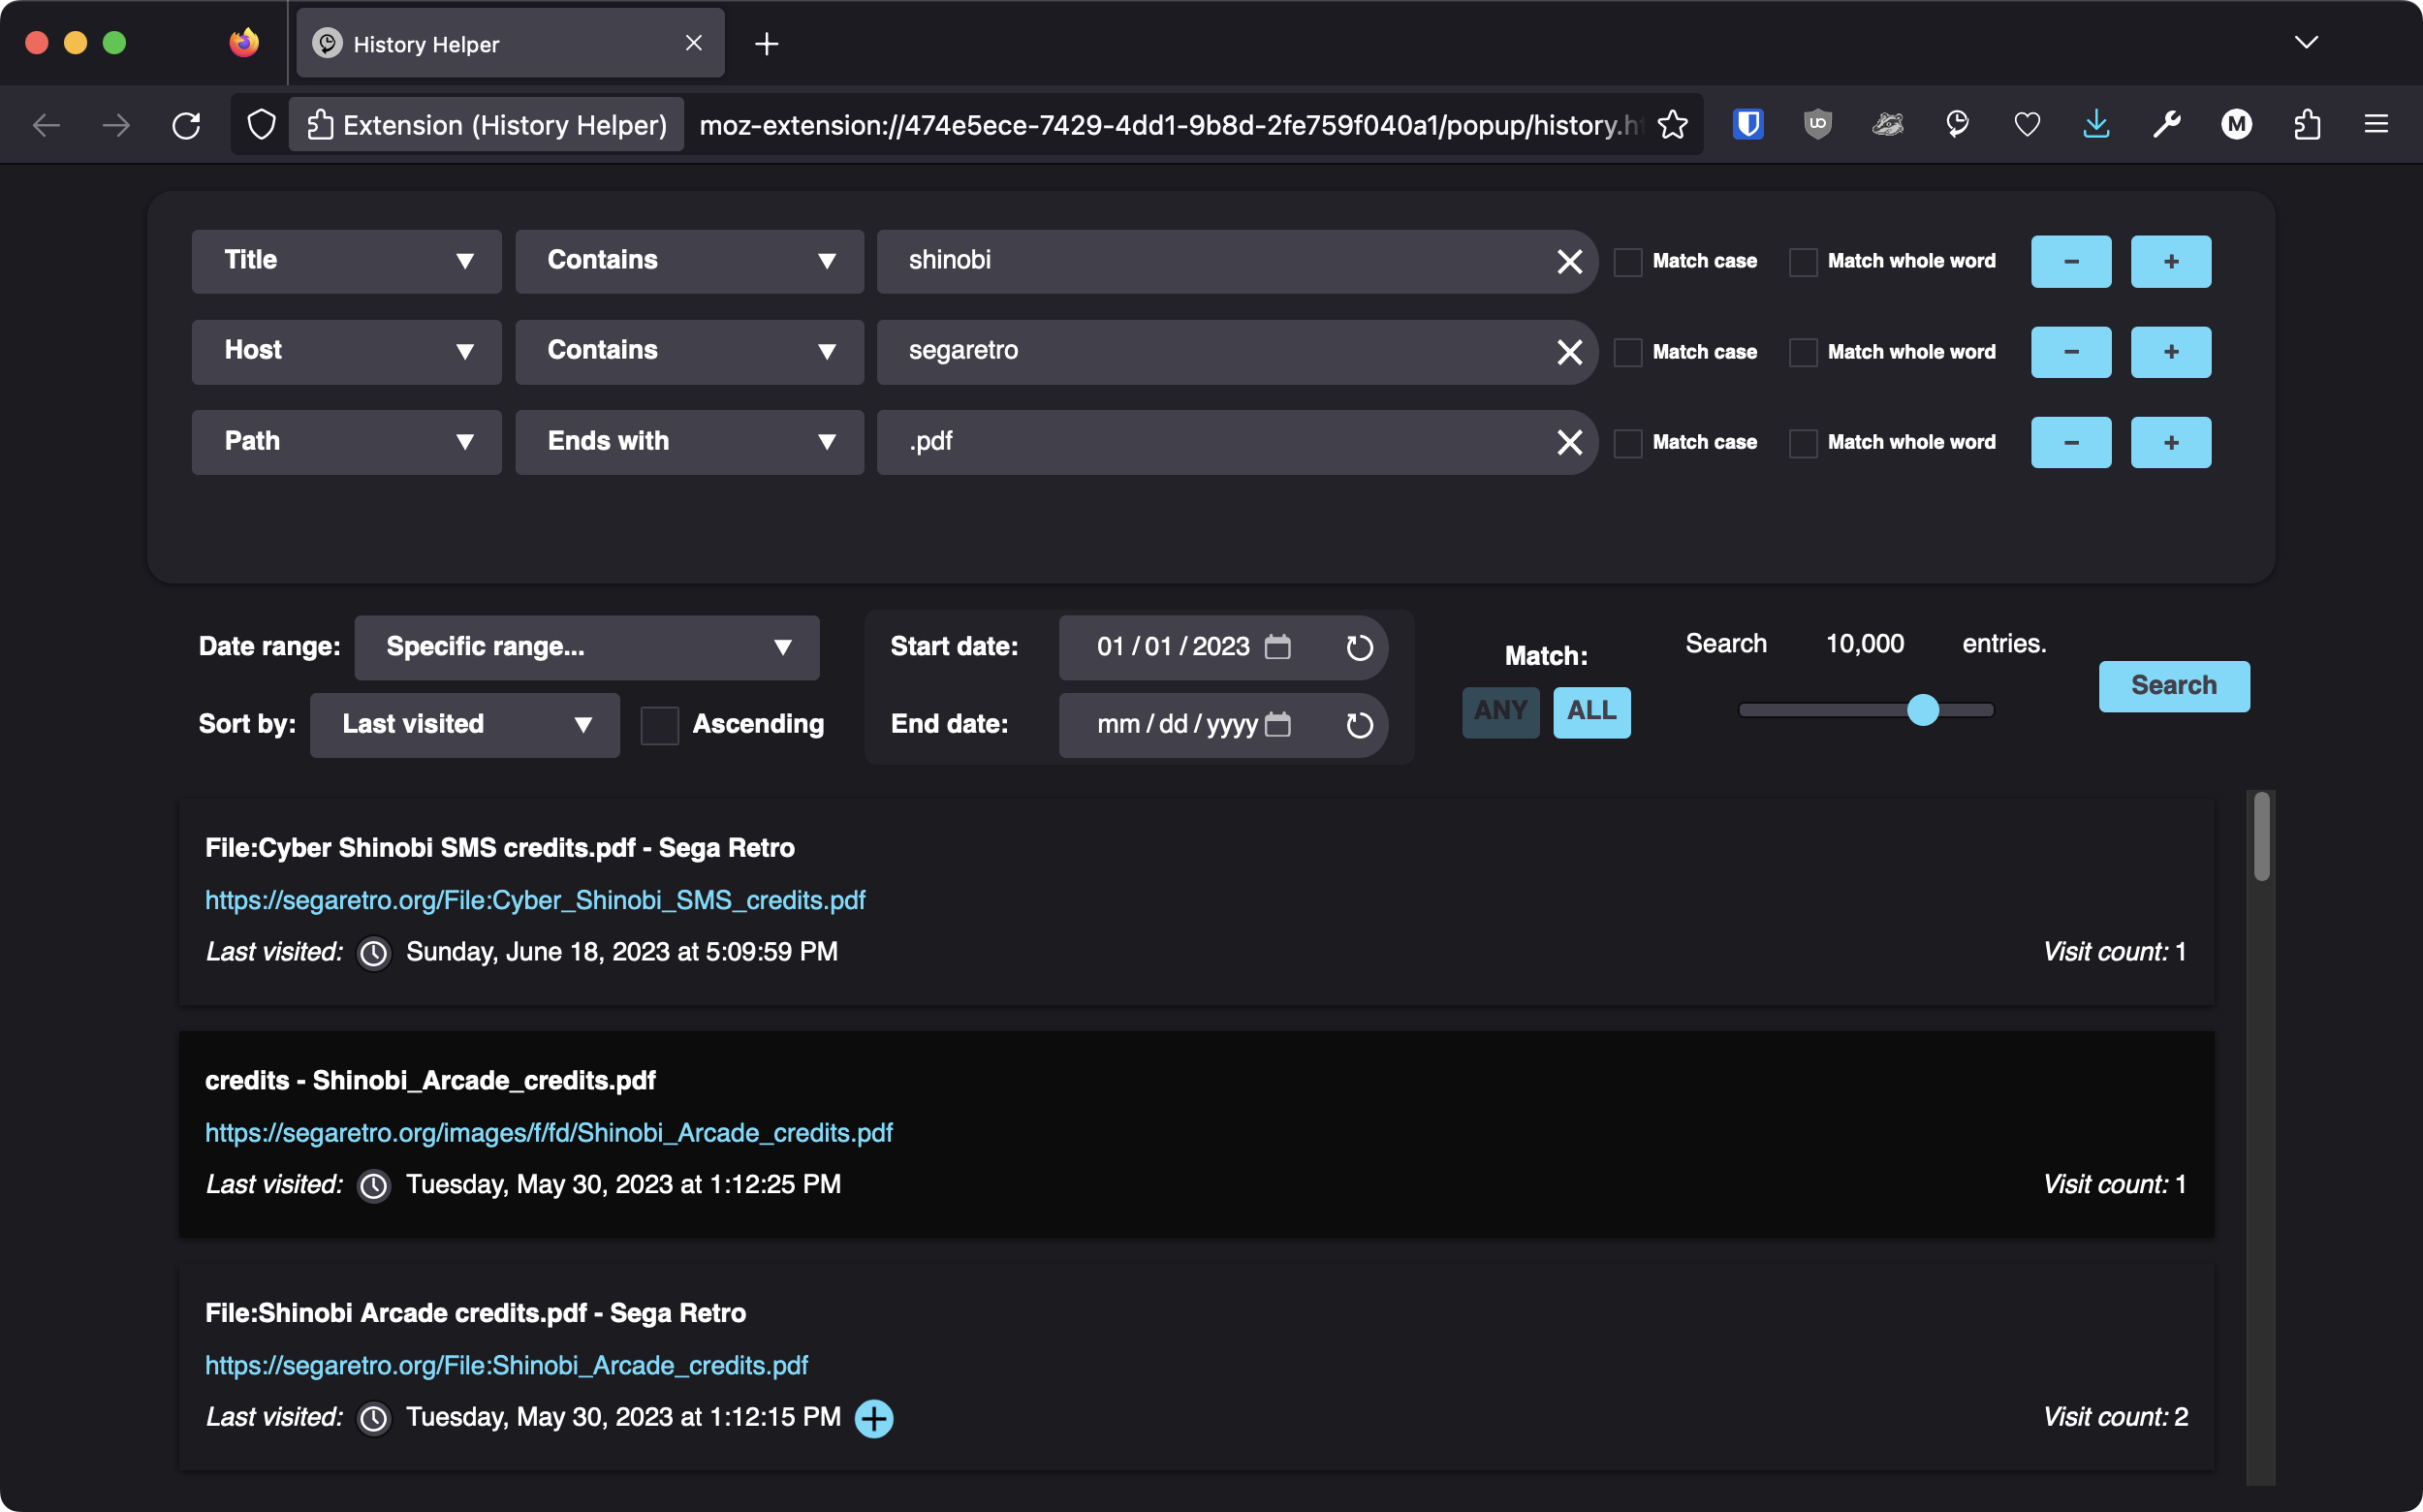 History Helper
Extension (History Helper) moz-extension://474e5ece-7429-4dd1-9b8d-2fe759f040a1/popup/history.h
Title Contains shinobi Match case Match whole word − +
Host Contains segaretro Match case Match whole word − +
Path Ends with .pdf Match case Match whole word − +
Date range: Specific range... Start date: 01 / 01 / 2023 Match: Search 10,000 entries.
Sort by: Last visited Ascending End date: mm / dd / yyyy ANY ALL Search
File:Cyber Shinobi SMS credits.pdf - Sega Retro
https://segaretro.org/File:Cyber_Shinobi_SMS_credits.pdf
Last visited: Sunday, June 18, 2023 at 5:09:59 PM Visit count: 1
credits - Shinobi_Arcade_credits.pdf
https://segaretro.org/images/f/fd/Shinobi_Arcade_credits.pdf
Last visited: Tuesday, May 30, 2023 at 1:12:25 PM Visit count: 1
File:Shinobi Arcade credits.pdf - Sega Retro
https://segaretro.org/File:Shinobi_Arcade_credits.pdf
Last visited: Tuesday, May 30, 2023 at 1:12:15 PM Visit count: 2